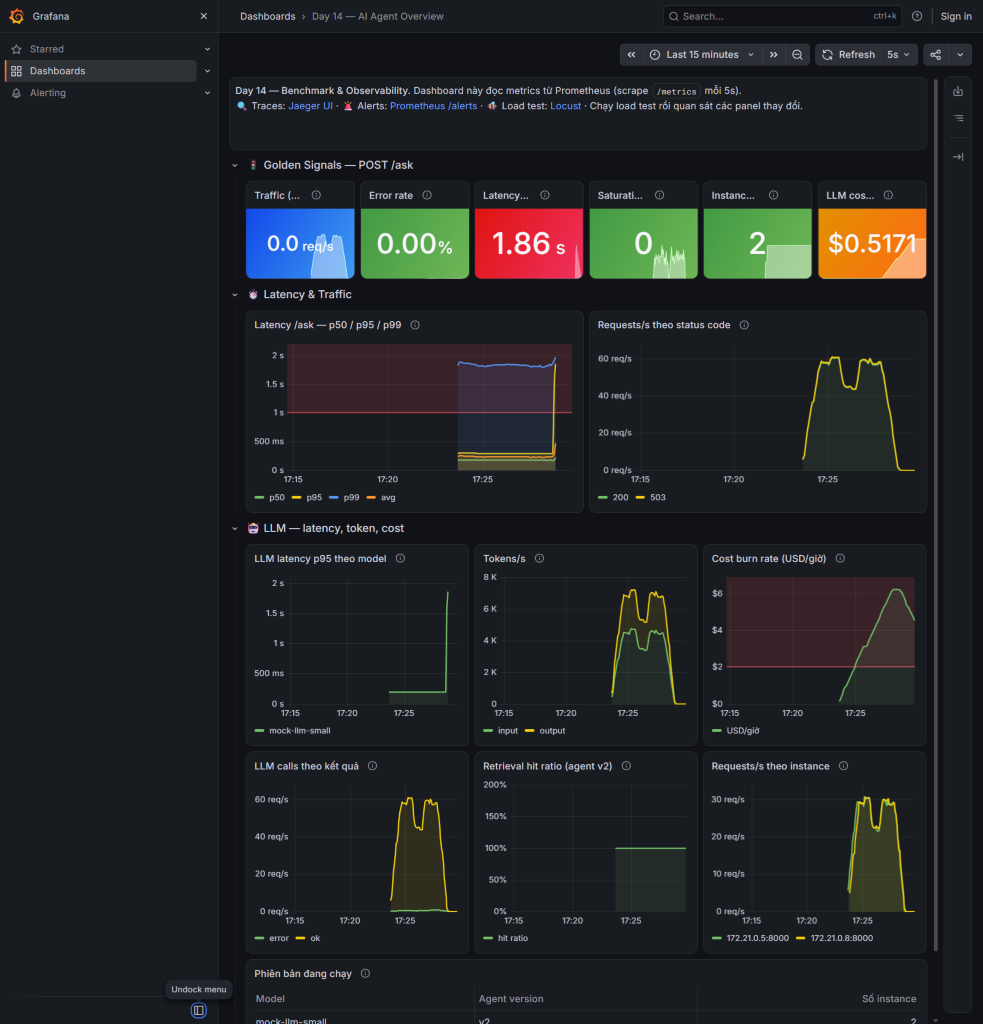 Grafana
Dashboards › Day 14 — AI Agent Overview
Search...
ctrl+k
Sign in
Starred
Dashboards
Alerting
Last 15 minutes
Refresh
5s
Day 14 — Benchmark & Observability. Dashboard này đọc metrics từ Prometheus (scrape /metrics mỗi 5s).
Traces: Jaeger UI · Alerts: Prometheus /alerts · Load test: Locust · Chạy load test rồi quan sát các panel thay đổi.
Golden Signals — POST /ask
Traffic (...
Error rate
Latency...
Saturati...
Instanc...
LLM cos...
0.0 req/s
0.00%
1.86 s
0
2
$0.5171
Latency & Traffic
Latency /ask — p50 / p95 / p99
2 s
1.5 s
1 s
500 ms
0 s
17:15
17:20
17:25
p50
p95
p99
avg
Requests/s theo status code
60 req/s
40 req/s
20 req/s
0 req/s
17:15
17:20
17:25
200
503
LLM — latency, token, cost
LLM latency p95 theo model
2 s
1.5 s
1 s
500 ms
0 s
17:15
17:20
17:25
mock-llm-small
Tokens/s
8 K
6 K
4 K
2 K
0
17:15
17:20
17:25
input
output
Cost burn rate (USD/giờ)
$6
$4
$2
$0
17:15
17:20
17:25
USD/giờ
LLM calls theo kết quả
60 req/s
40 req/s
20 req/s
0 req/s
17:15
17:20
17:25
error
ok
Retrieval hit ratio (agent v2)
200%
150%
100%
50%
0%
17:15
17:20
17:25
hit ratio
Requests/s theo instance
30 req/s
20 req/s
10 req/s
0 req/s
17:15
17:20
17:25
172.21.0.5:8000
172.21.0.8:8000
Phiên bản đang chạy
Model
Agent version
Số instance
mock-llm-small
v2
2
Undock menu